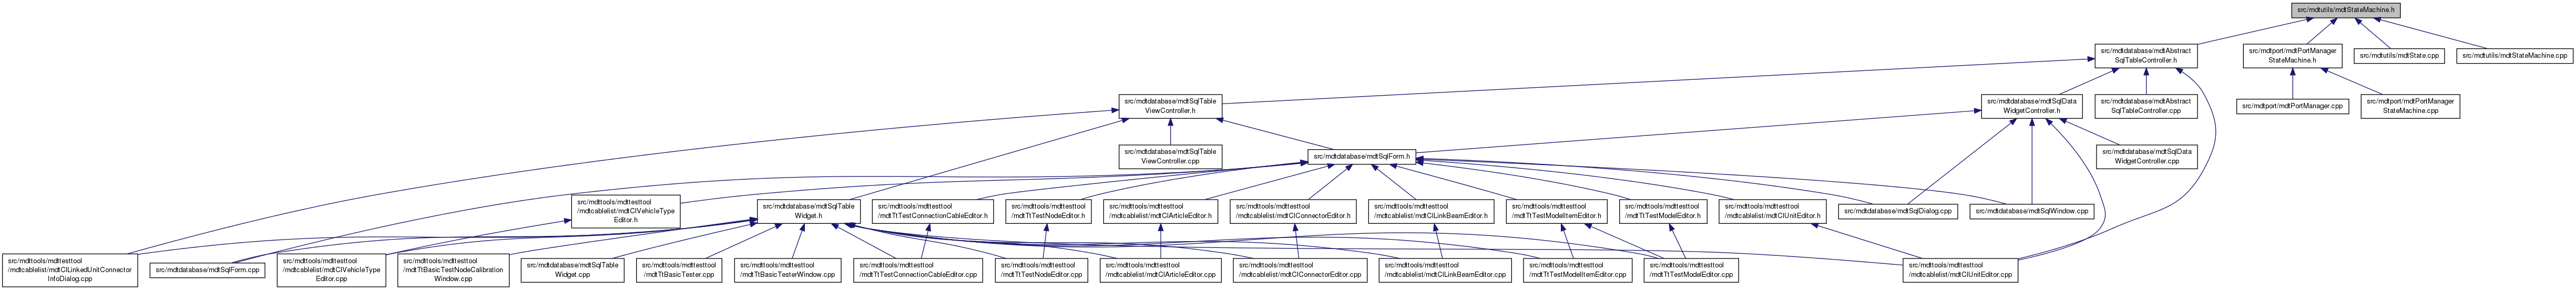 src/mdtutils/mdtStateMachine.h
src/mdtdatabase/mdtAbstract
SqlTableController.h
src/mdtport/mdtPortManager
StateMachine.h
src/mdtutils/mdtState.cpp
src/mdtutils/mdtStateMachine.cpp
src/mdtdatabase/mdtSqlTable
ViewController.h
src/mdtdatabase/mdtSqlData
WidgetController.h
src/mdtdatabase/mdtAbstract
SqlTableController.cpp
src/mdtport/mdtPortManager.cpp
src/mdtport/mdtPortManager
StateMachine.cpp
src/mdtdatabase/mdtSqlTable
ViewController.cpp
src/mdtdatabase/mdtSqlForm.h
src/mdtdatabase/mdtSqlData
WidgetController.cpp
src/mdttools/mdttesttool
/mdtcablelist/mdtClVehicleType
Editor.h
src/mdtdatabase/mdtSqlTable
Widget.h
src/mdttools/mdttesttool
/mdtTtTestConnectionCableEditor.h
src/mdttools/mdttesttool
/mdtTtTestNodeEditor.h
src/mdttools/mdttesttool
/mdtcablelist/mdtClArticleEditor.h
src/mdttools/mdttesttool
/mdtcablelist/mdtClConnectorEditor.h
src/mdttools/mdttesttool
/mdtcablelist/mdtClLinkBeamEditor.h
src/mdttools/mdttesttool
/mdtTtTestModelItemEditor.h
src/mdttools/mdttesttool
/mdtTtTestModelEditor.h
src/mdttools/mdttesttool
/mdtcablelist/mdtClUnitEditor.h
src/mdtdatabase/mdtSqlDialog.cpp
src/mdtdatabase/mdtSqlWindow.cpp
src/mdttools/mdttesttool
/mdtcablelist/mdtClLinkedUnitConnector
InfoDialog.cpp
src/mdtdatabase/mdtSqlForm.cpp
src/mdttools/mdttesttool
/mdtcablelist/mdtClVehicleType
Editor.cpp
src/mdttools/mdttesttool
/mdtTtBasicTestNodeCalibration
Window.cpp
src/mdtdatabase/mdtSqlTable
Widget.cpp
src/mdttools/mdttesttool
/mdtTtBasicTester.cpp
src/mdttools/mdttesttool
/mdtTtBasicTesterWindow.cpp
src/mdttools/mdttesttool
/mdtTtTestConnectionCableEditor.cpp
src/mdttools/mdttesttool
/mdtTtTestNodeEditor.cpp
src/mdttools/mdttesttool
/mdtcablelist/mdtClArticleEditor.cpp
src/mdttools/mdttesttool
/mdtcablelist/mdtClConnectorEditor.cpp
src/mdttools/mdttesttool
/mdtcablelist/mdtClLinkBeamEditor.cpp
src/mdttools/mdttesttool
/mdtTtTestModelItemEditor.cpp
src/mdttools/mdttesttool
/mdtTtTestModelEditor.cpp
src/mdttools/mdttesttool
/mdtcablelist/mdtClUnitEditor.cpp